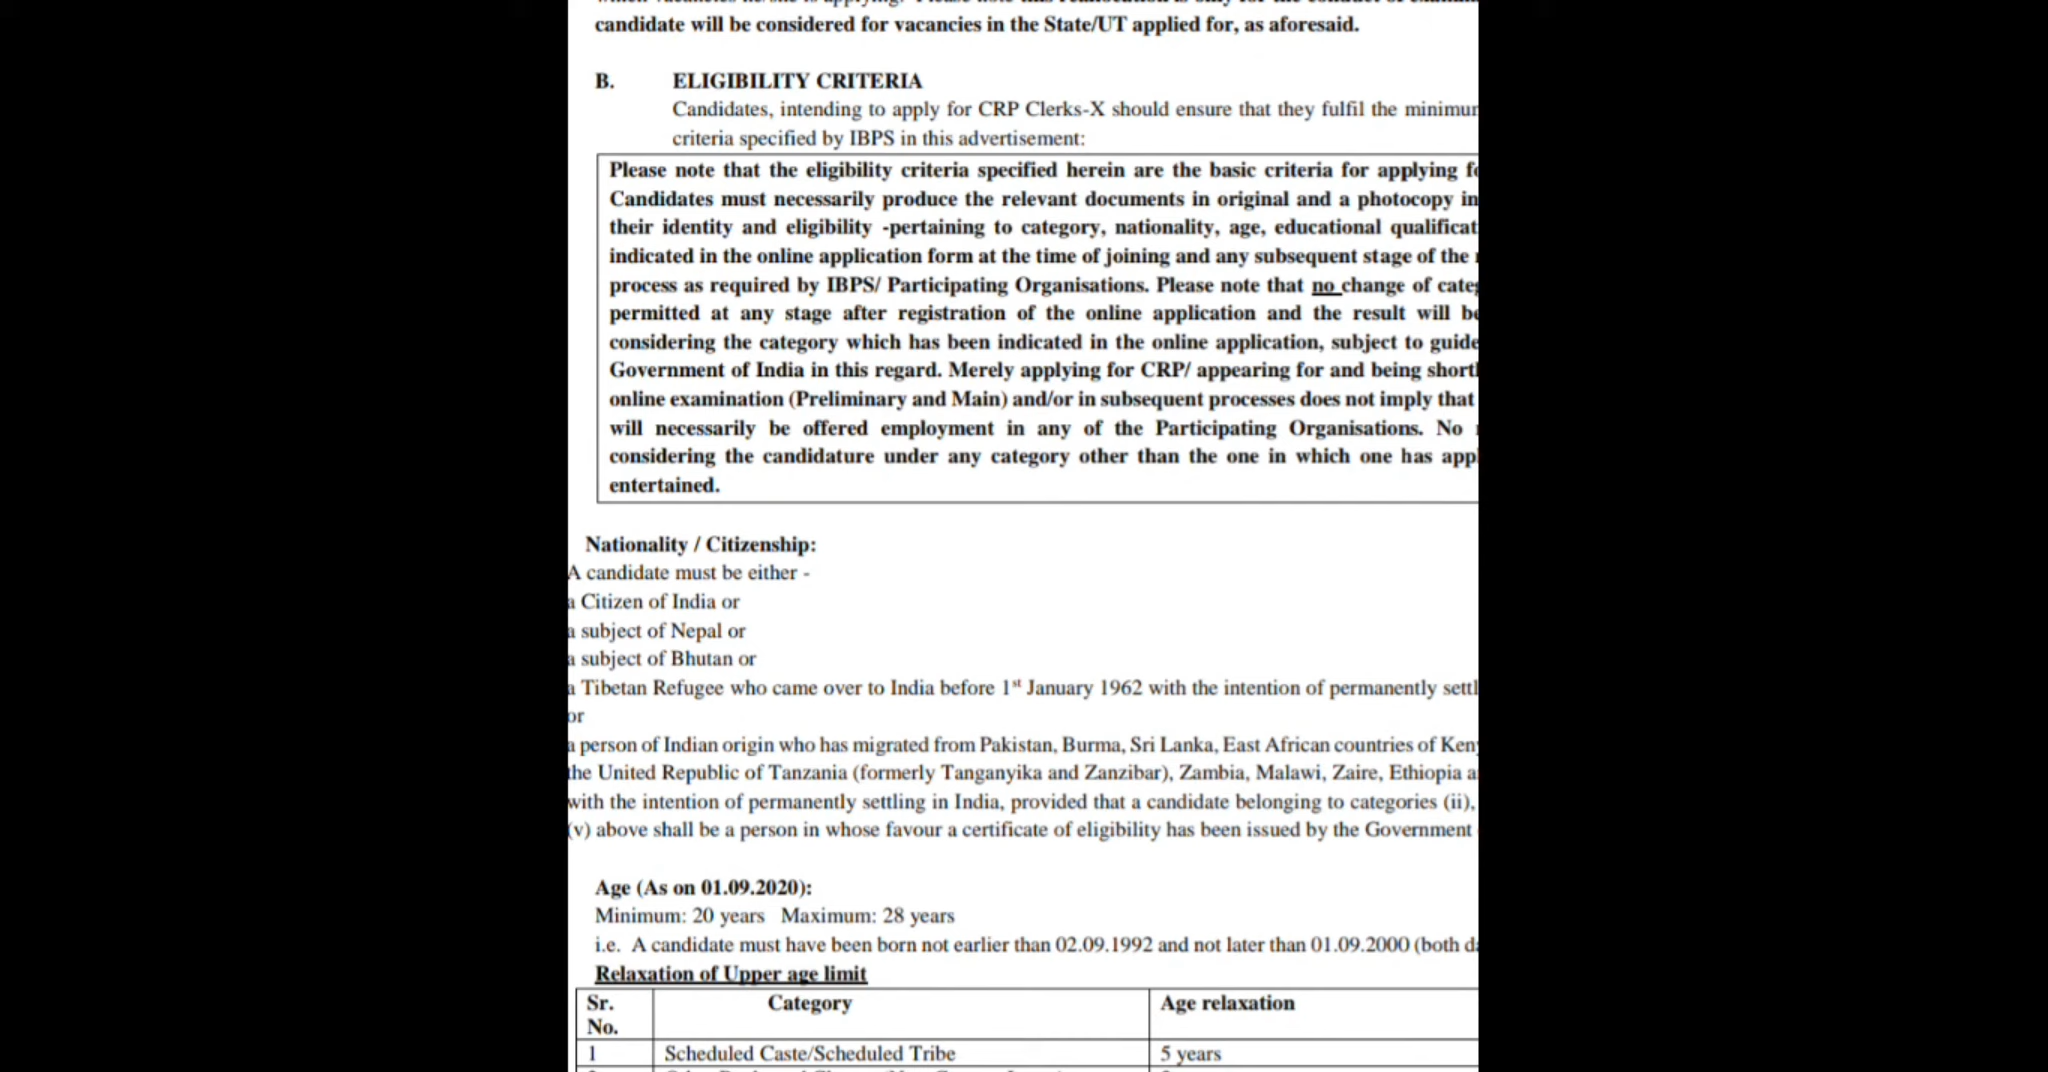 candidate will be considered for vacancies in the State/UT applied for, as aforesaid.
B. ELIGIBILITY CRITERIA
Candidates, intending to apply for CRP Clerks-X should ensure that they fulfil the
criteria specified by IBPS in this advertisement:
Please note that the eligibility criteria specified herein are the basic criteria for applying
Candidates must necessarily produce the relevant documents in original and a photocopy in
their identity and eligibility -pertaining to category, nationality, age, educational
indicated in the online application form at the time of joining and any subsequent stage of the
process as required by IBPS/ Participating Organisations. Please note that no change of
permitted at any stage after registration of the online application and the result will
considering the category which has been indicated in the online application, subject to
Government of India in this regard. Merely applying for CRP/ appearing for and being
online examination (Preliminary and Main) and/or in subsequent processes does not imply that
will necessarily be offered employment in any of the Participating Organisations. No
considering the candidature under any category other than the one in which one has
entertained.
Nationality / Citizenship:
A candidate must be either -
a Citizen of India or
a subject of Nepal or
a subject of Bhutan or
a Tibetan Refugee who came over to India before 1st January 1962 with the intention of permanently
or
a person of Indian origin who has migrated from Pakistan, Burma, Sri Lanka, East African countries of
the United Republic of Tanzania (formerly Tanganyika and Zanzibar), Zambia, Malawi, Zaire, Ethiopia
with the intention of permanently settling in India, provided that a candidate belonging to categories (ii),
(v) above shall be a person in whose favour a certificate of eligibility has been issued by the Government
Age (As on 01.09.2020):
Minimum: 20 years Maximum: 28 years
i.e. A candidate must have been born not earlier than 02.09.1992 and not later than 01.09.2000 (both
Relaxation of Upper age limit
Sr. No. Category Age relaxation
1 Scheduled Caste/Scheduled Tribe 5 years